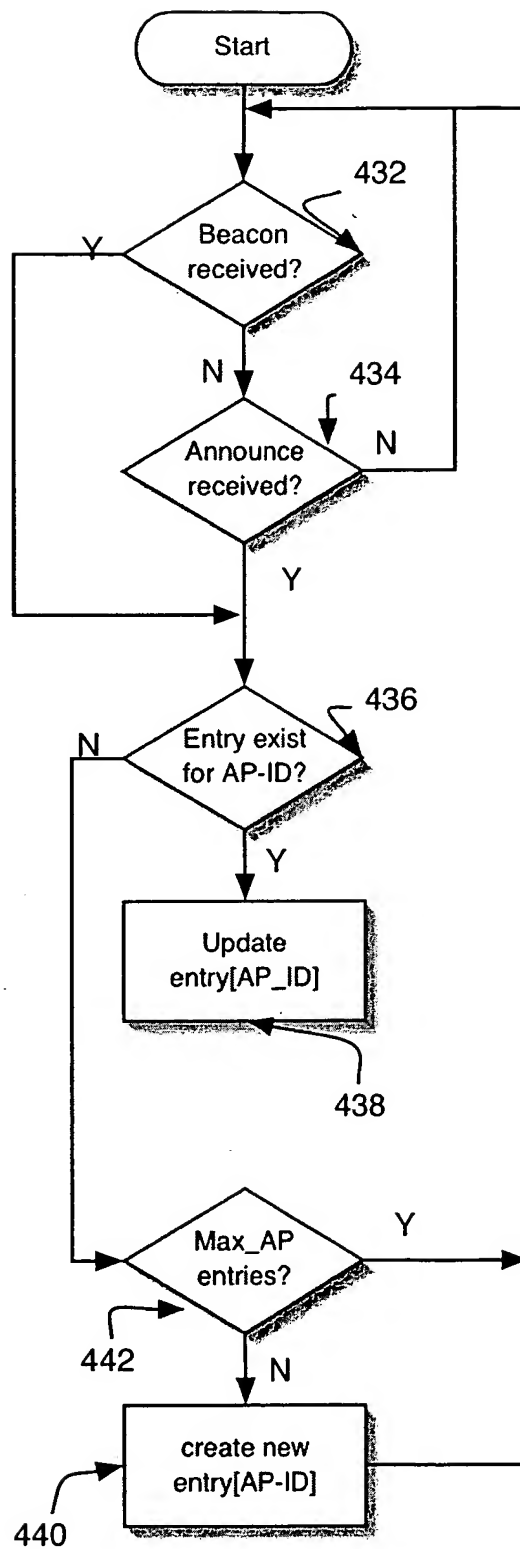 Start
432
Beacon
received?
Y
N
434
Announce
received?
N
Y
436
Entry exist
for AP-ID?
N
Y
Update
entry[AP_ID]
438
Max_AP
entries?
Y
442
N
create new
entry[AP-ID]
440